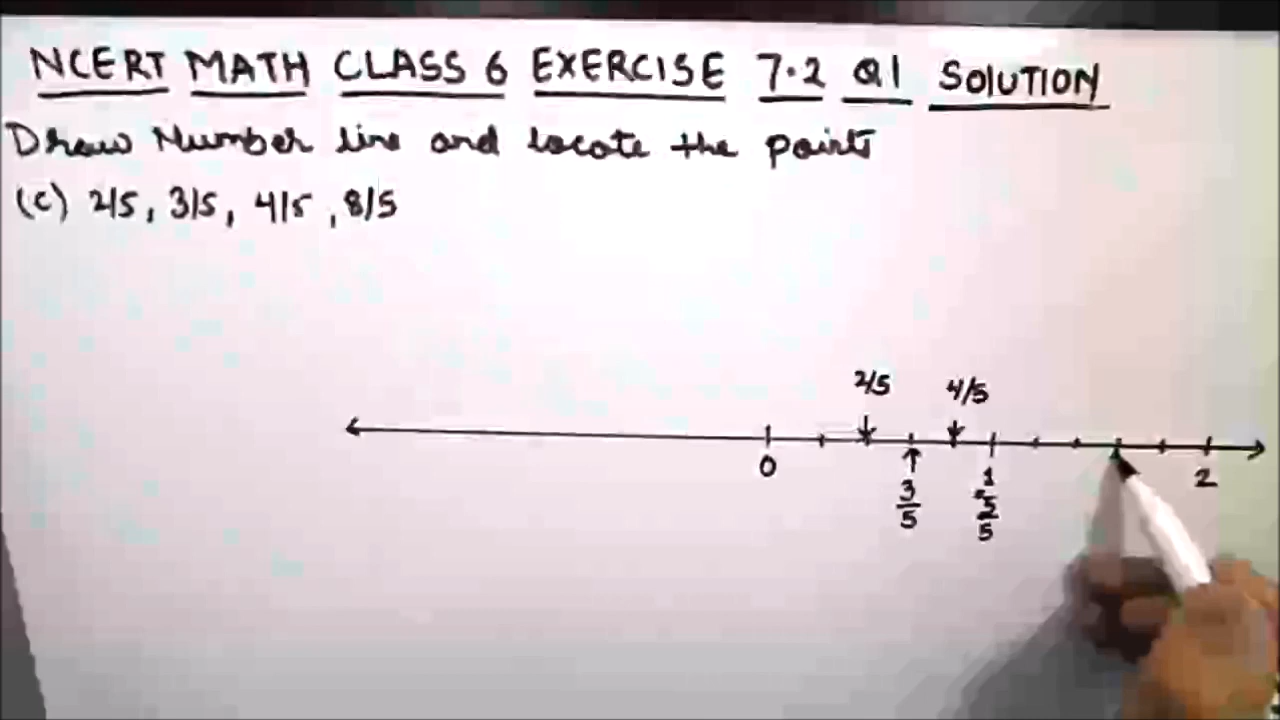 NCERT MATH CLASS 6 EXERCISE 7.2 Q1 SOLUTION
Draw Number line and locate the points
(C) 2/5, 3/5, 4/5, 8/5
2/5 4/5
0 3/5 1 2
5/5